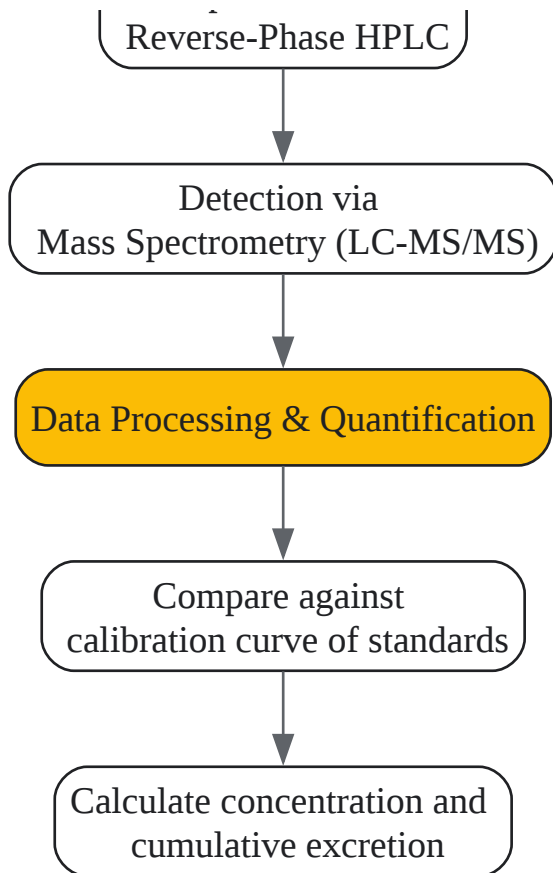 Reverse-Phase HPLC
Detection via
Mass Spectrometry (LC-MS/MS)
Data Processing & Quantification
Compare against
calibration curve of standards
Calculate concentration and
cumulative excretion